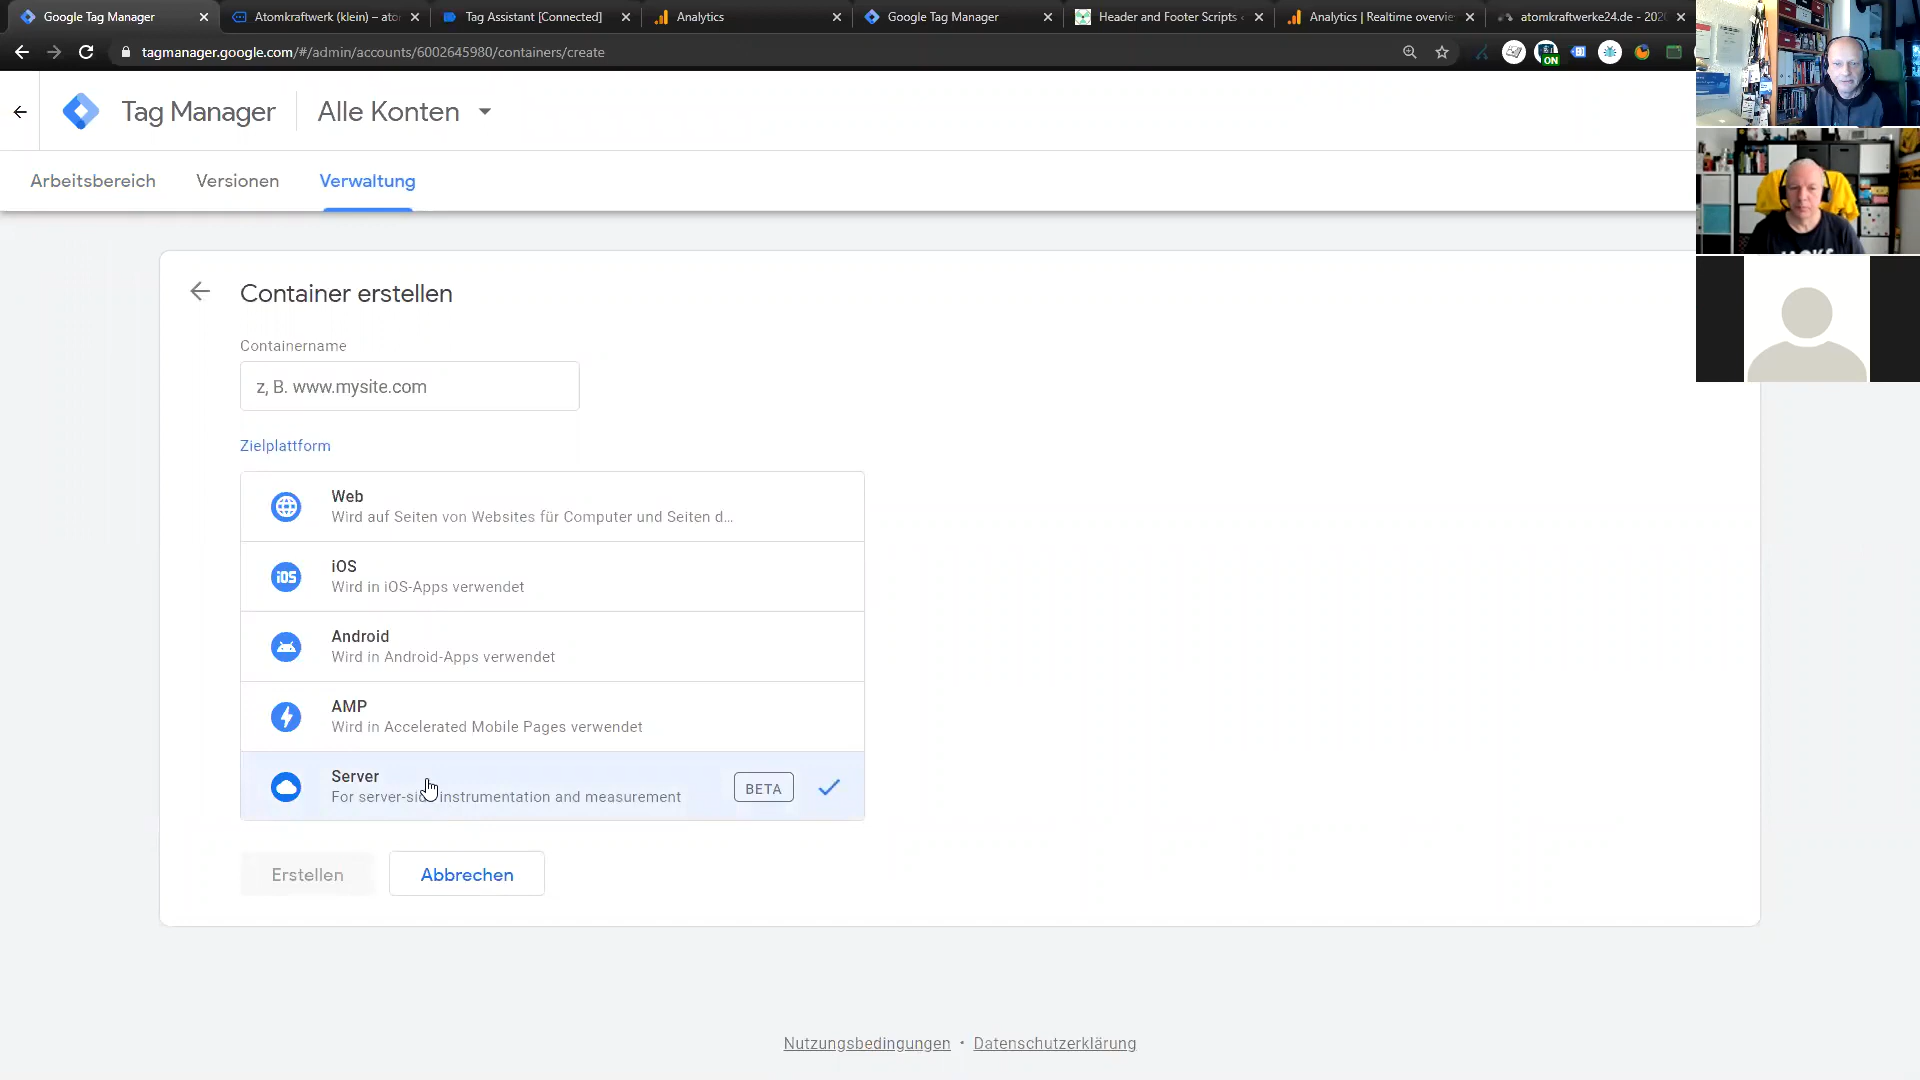 Google Tag Manager
Atomkraftwerk (klein) – ato
Tag Assistant [Connected]
Analytics
Google Tag Manager
Header and Footer Scripts
Analytics | Realtime overvie
atomkraftwerke24.de - 202
tagmanager.google.com/#/admin/accounts/6002645980/containers/create
ON
Tag Manager
Alle Konten
Arbeitsbereich
Versionen
Verwaltung
Container erstellen
Containername
z, B. www.mysite.com
Zielplattform
Web
Wird auf Seiten von Websites für Computer und Seiten d...
iOS
iOS
Wird in iOS-Apps verwendet
Android
Wird in Android-Apps verwendet
AMP
Wird in Accelerated Mobile Pages verwendet
Server
For server-side instrumentation and measurement
BETA
Erstellen
Abbrechen
Nutzungsbedingungen • Datenschutzerklärung